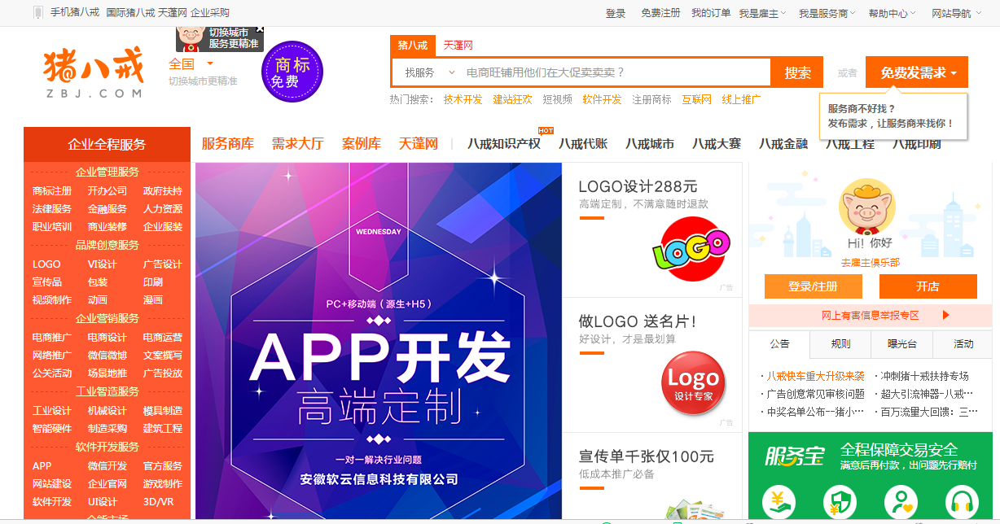 手机猪八戒 国际猪八戒 天蓬网 企业采购
登录 免费注册 我的订单 我是雇主 我是服务商 帮助中心 网站导航
猪八戒
ZBJ.COM
切换城市
服务更精准
全国
切换城市更精准
商标
免费
猪八戒 天蓬网
找服务 电商旺铺用他们在大促卖卖卖？ 搜索 或者 免费发需求
热门搜索： 技术开发 建站狂欢 短视频 软件开发 注册商标 互联网 线上推广
服务商不好找？
发布需求，让服务商来找你！
企业全程服务 服务商库 需求大厅 案例库 天蓬网 八戒知识产权 HOT 八戒代账 八戒城市 八戒大赛 八戒金融 八戒工程 八戒印刷
企业管理服务
商标注册 开办公司 政府扶持
法律服务 金融服务 人力资源
职业培训 商业装修 企业服装
品牌创意服务
LOGO VI设计 广告设计
宣传品 包装 印刷
视频制作 动画 漫画
企业营销服务
电商推广 电商设计 电商运营
网络推广 微信微博 文案撰写
公关活动 场景地推 广告投放
工业智造服务
工业设计 机械设计 模具制造
智能硬件 制造采购 建筑工程
软件开发服务
APP 微信开发 官方服务
网站建设 企业官网 游戏制作
软件开发 UI设计 3D/VR
WEDNESDAY
PC+移动端（源生+H5）
APP开发
高端定制
一对一解决行业问题
安徽软云信息科技有限公司
LOGO设计288元
高端定制，不满意随时退款
LOGO
广告
做LOGO 送名片!
好设计，才是最划算
Logo
设计专家
广告
宣传单千张仅100元
低成本推广必备
Hi! 你好
去雇主俱乐部
登录/注册 开店
网上有害信息举报专区
公告 规则 曝光台 活动
· 八戒快车重大升级来袭 · 冲刺猪十戒扶持专场
· 广告创意常见审核问题 · 超大引流神器-八戒···
· 中奖名单公布--猪小··· · 百万流量大回馈：三···
服务宝 全程保障交易安全
满意后再付款，出问题先行赔付